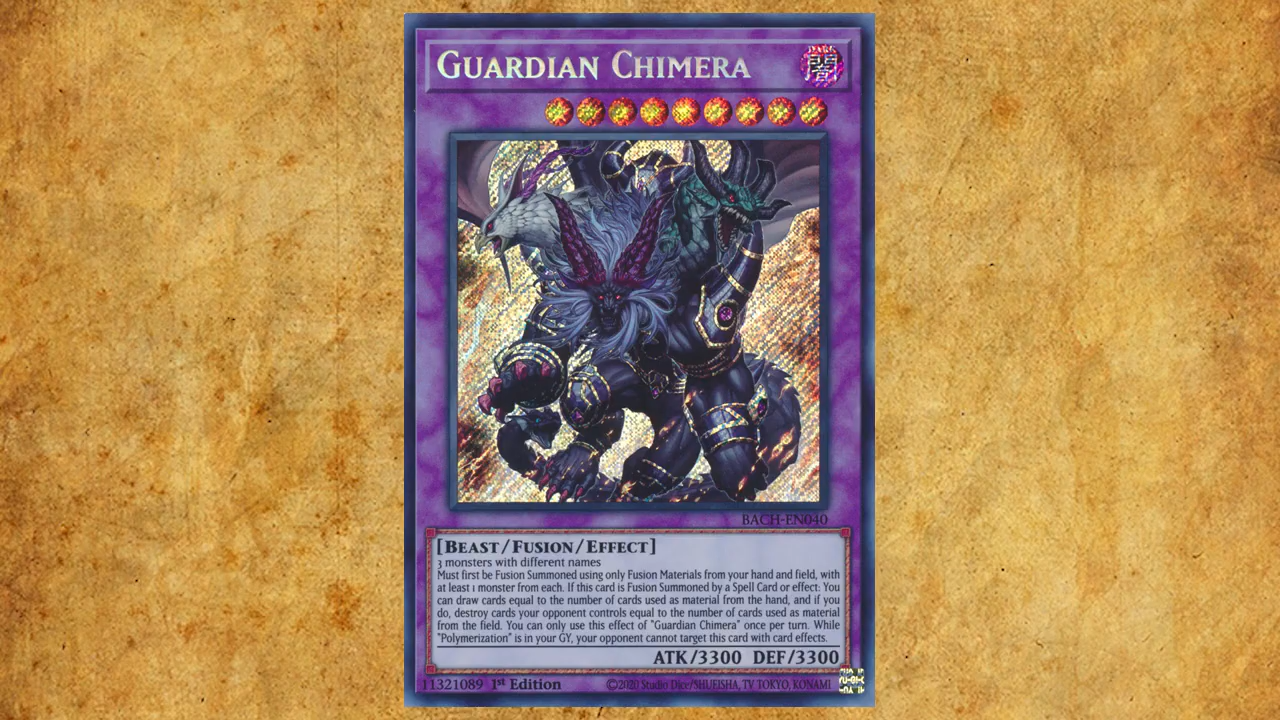 GUARDIAN CHIMERA
BACH-EN040
[BEAST/FUSION/EFFECT]
3 monsters with different names
Must first be Fusion Summoned using only Fusion Materials from your hand and field, with
at least 1 monster from each. If this card is Fusion Summoned by a Spell Card or effect: You
can draw cards equal to the number of cards used as material from the hand, and if you
do, destroy cards your opponent controls equal to the number of cards used as material
from the field. You can only use this effect of "Guardian Chimera" once per turn. While
"Polymerization" is in your GY, your opponent cannot target this card with card effects.
ATK/3300 DEF/3300
11321089 1st Edition ©2020 Studio Dice/SHUEISHA, TV TOKYO, KONAMI